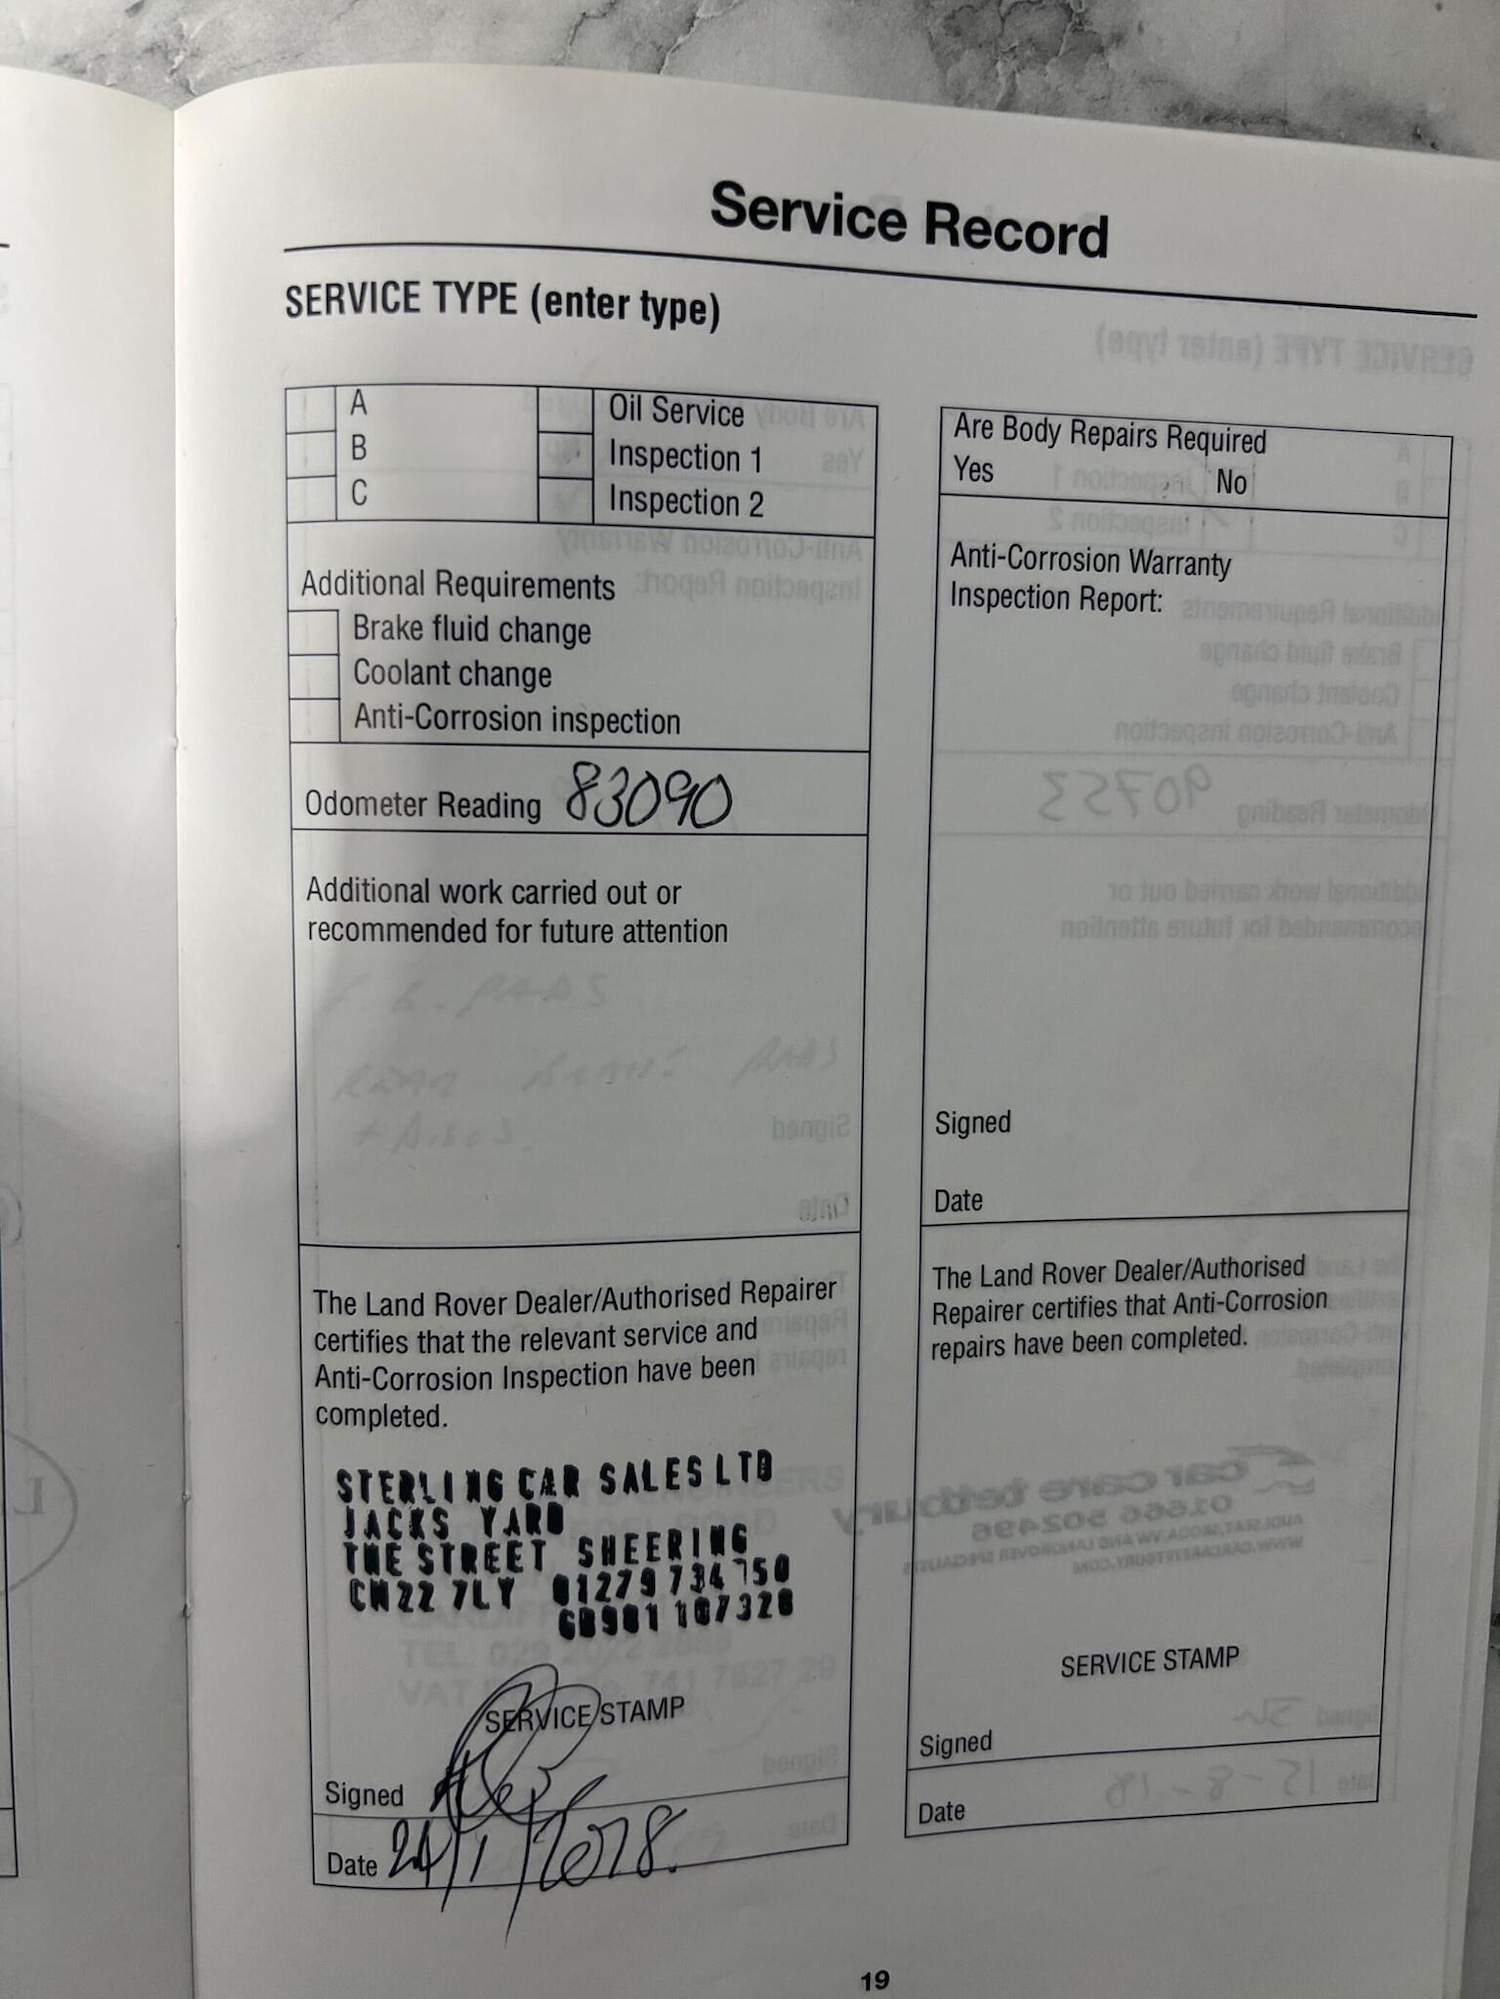 Service Record
SERVICE TYPE (enter type)
A
B
C
Oil Service
Inspection 1
Inspection 2
Additional Requirements
Brake fluid change
Coolant change
Anti-Corrosion inspection
Odometer Reading 83090
Additional work carried out or
recommended for future attention
PADS
PADS
The Land Rover Dealer/Authorised Repairer
certifies that the relevant service and
Anti-Corrosion Inspection have been
completed.
STERLING CAR SALES LTD
JACKS YARD
THE STREET SHEERING
CM22 7LY 01279 734750
GB901 107328
SERVICE STAMP
Signed
Date 24/1/2018.
Are Body Repairs Required
Yes No
Anti-Corrosion Warranty
Inspection Report:
Signed
Date
The Land Rover Dealer/Authorised
Repairer certifies that Anti-Corrosion
repairs have been completed.
SERVICE STAMP
Signed
Date
19